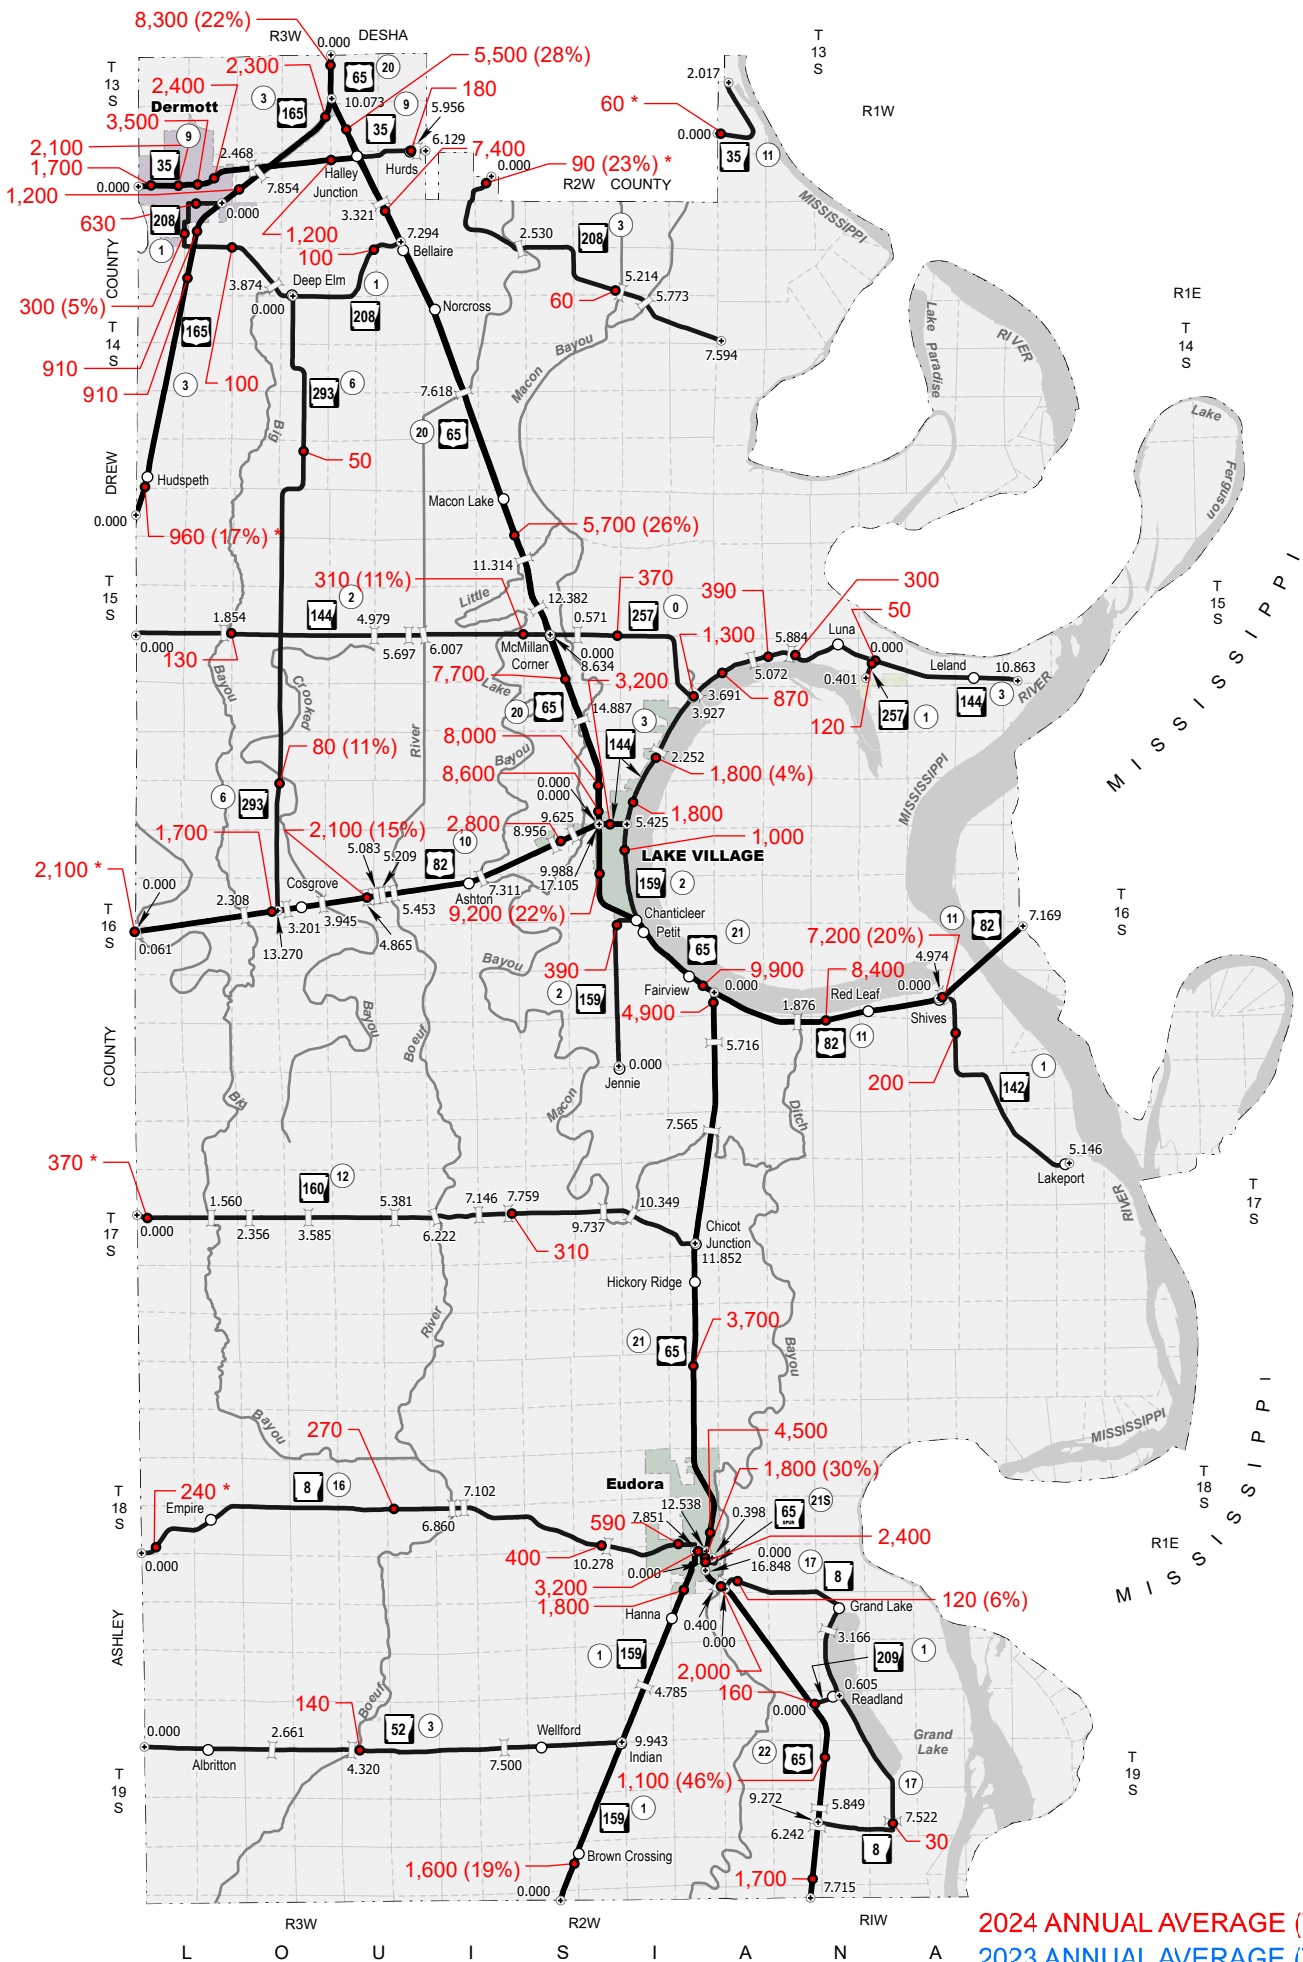 8,300 (22%)
R3W
DESHA
0.000
T 13 S
T 13 S
5,500 (28%)
2,300
65
20
2,400
2.017
180
Dermott
3
165
10.073
9
5.956
60 *
R1W
3,500
9
35
6.129
0.000
2,100
35
2.468
7,400
35
11
1,700
Halley Junction
Hurds
90 (23%) *
0.000
0.000
7.854
R2W COUNTY
1,200
3.321
MISSISSIPPI
630
208
0.000
1,200
7.294
2.530
208
3
1
100
Bellaire
COUNTY
3.874
Deep Elm
1
5.214
R1E
300 (5%)
0.000
208
Norcross
60
5.773
T 14 S
165
Lake Paradise
RIVER
T 14 S
Bayou
7.594
910
3
100
293
6
7.618
Macon
910
Lake
Big
20
65
DREW
50
Ferguson
Hudspeth
0.000
Macon Lake
960 (17%) *
5,700 (26%)
11.314
T 15 S
310 (11%)
370
390
300
T 15 S
144
2
Little
12.382
0.571
257
0
50
1.854
4.979
1,300
5.884
Luna
0.000
0.000
5.697
6.007
McMillan Corner
0.000
8.634
5.072
Leland
10.863
130
0.401
Bayou
7,700
3,200
3.691
144
3
RIVER
Crooked
Lake
3.927
870
257
1
20
65
14.887
3
120
80 (11%)
River
8,000
144
2.252
MISSISSIPPI
Bayou
1,800 (4%)
8,600
0.000
0.000
6
293
1,800
MISSISSIPPI
1,700
2,100 (15%)
2,800
9.625
5.425
1,000
8.956
2,100 *
5.083
5.209
10
82
LAKE VILLAGE
9.988
17.105
0.000
Cosgrove
159
2
2.308
Ashton
7.311
T 16 S
3.201
3.945
5.453
9,200 (22%)
Chanticleer
11
82
7.169
T 16 S
0.061
13.270
4.865
Petit
65
21
7,200 (20%)
Bayou
390
4.974
9,900
8,400
2
159
Fairview
0.000
Red Leaf
0.000
Bayou
4,900
1.876
Shives
82
11
Boeuf
5.716
COUNTY
0.000
Jennie
200
142
1
Big
Macon
Ditch
7.565
370 *
5.146
Lakeport
160
12
1.560
5.381
7.146
7.759
10.349
RIVER
T 17 S
T 17 S
0.000
2.356
3.585
6.222
9.737
Chicot Junction
310
11.852
Hickory Ridge
River
3,700
21
65
Bayou
Bayou
270
4,500
MISSISSIPPI
MISSISSIPPI
1,800 (30%)
240 *
8
16
Eudora
T 18 S
T 18 S
Empire
7.102
12.538
0.398
65
SPUR
21S
6.860
590
7.851
2,400
R1E
400
0.000
17
0.000
10.278
0.000
16.848
8
MISSISSIPPI
3,200
1,800
120 (6%)
Hanna
0.400
Grand Lake
ASHLEY
0.000
3.166
1
159
2,000
209
1
4.785
160
0.605
Boeuf
140
Readland
0.000
0.000
2.661
52
3
Wellford
9.943
Grand Lake
Indian
22
65
Albritton
4.320
7.500
1,100 (46%)
17
T 19 S
T 19 S
9.272
5.849
159
1
7.522
6.242
30
8
1,600 (19%)
Brown Crossing
0.000
1,700
7.715
R3W
R2W
RIW
2024 ANNUAL AVERAGE (
L O U I S I A N A
2023 ANNUAL AVERAGE (